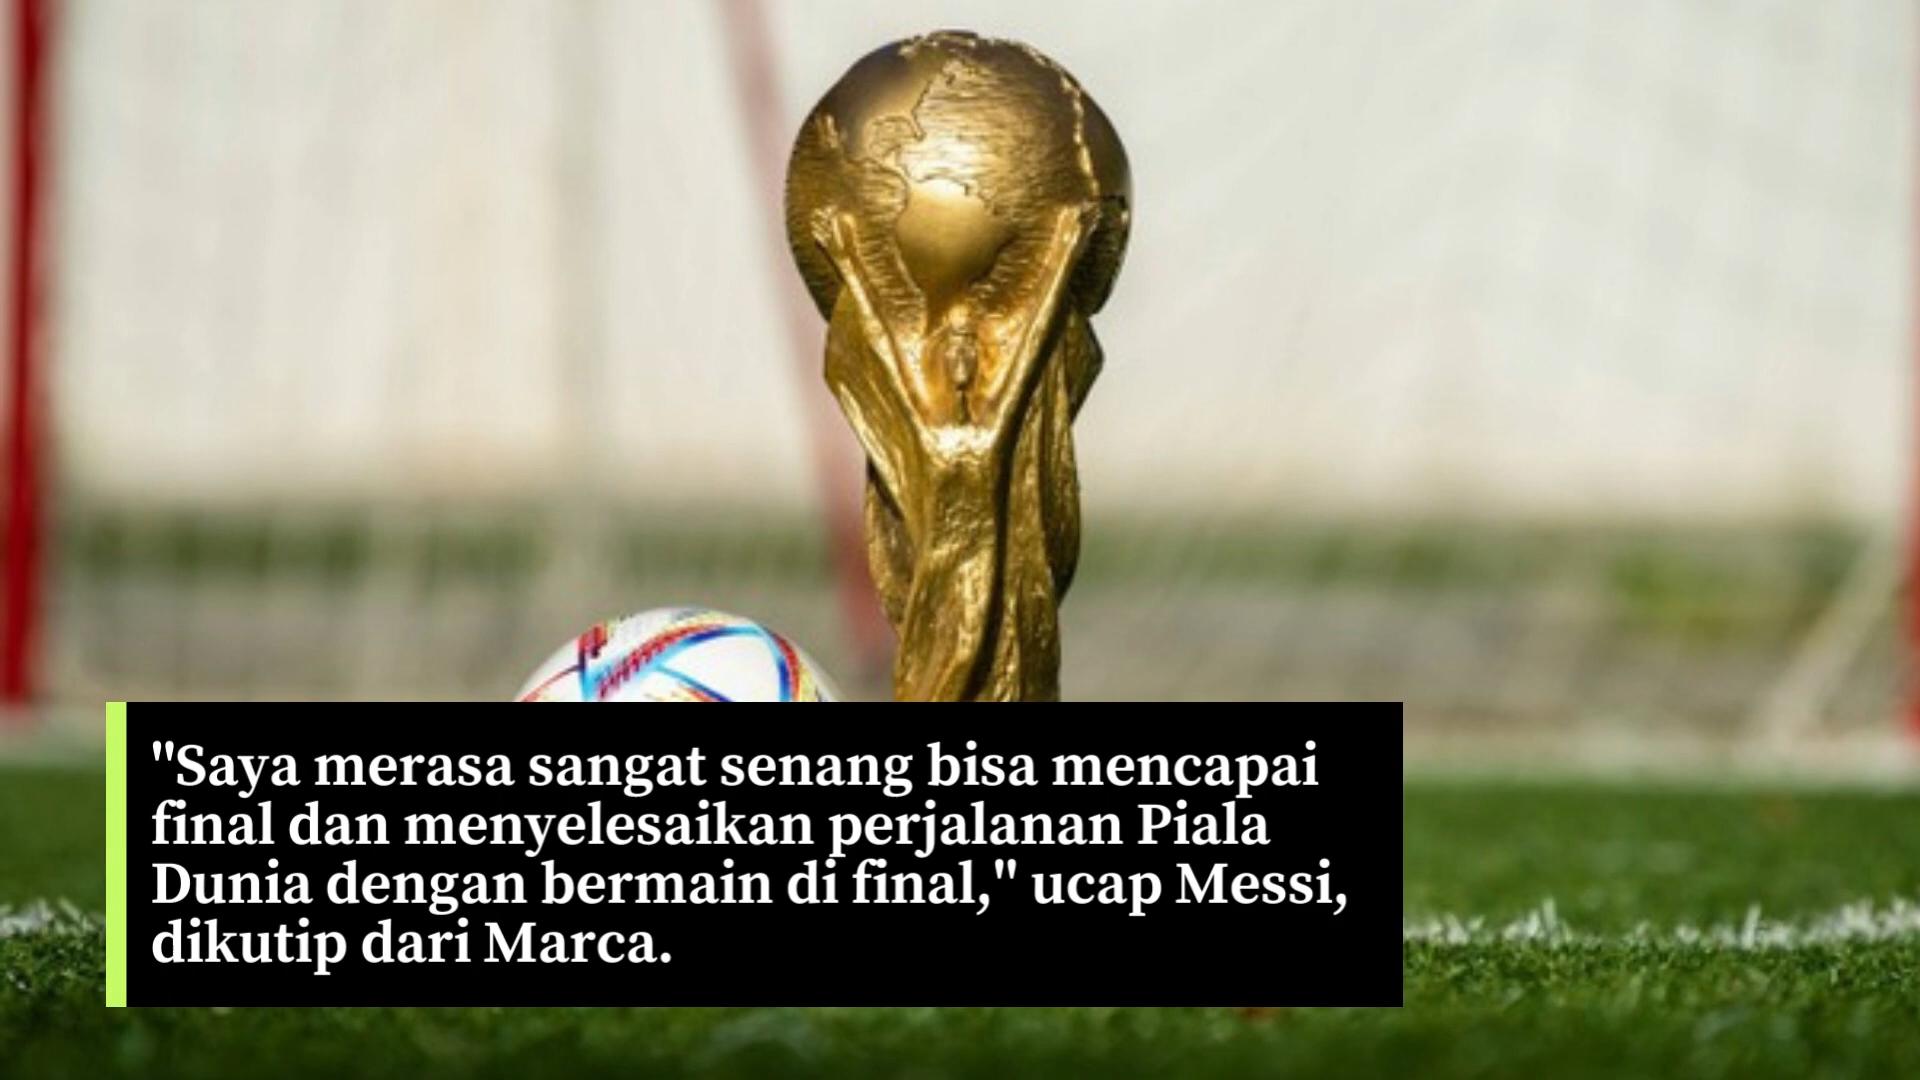 "Saya merasa sangat senang bisa mencapai
final dan menyelesaikan perjalanan Piala
Dunia dengan bermain di final," ucap Messi,
dikutip dari Marca.